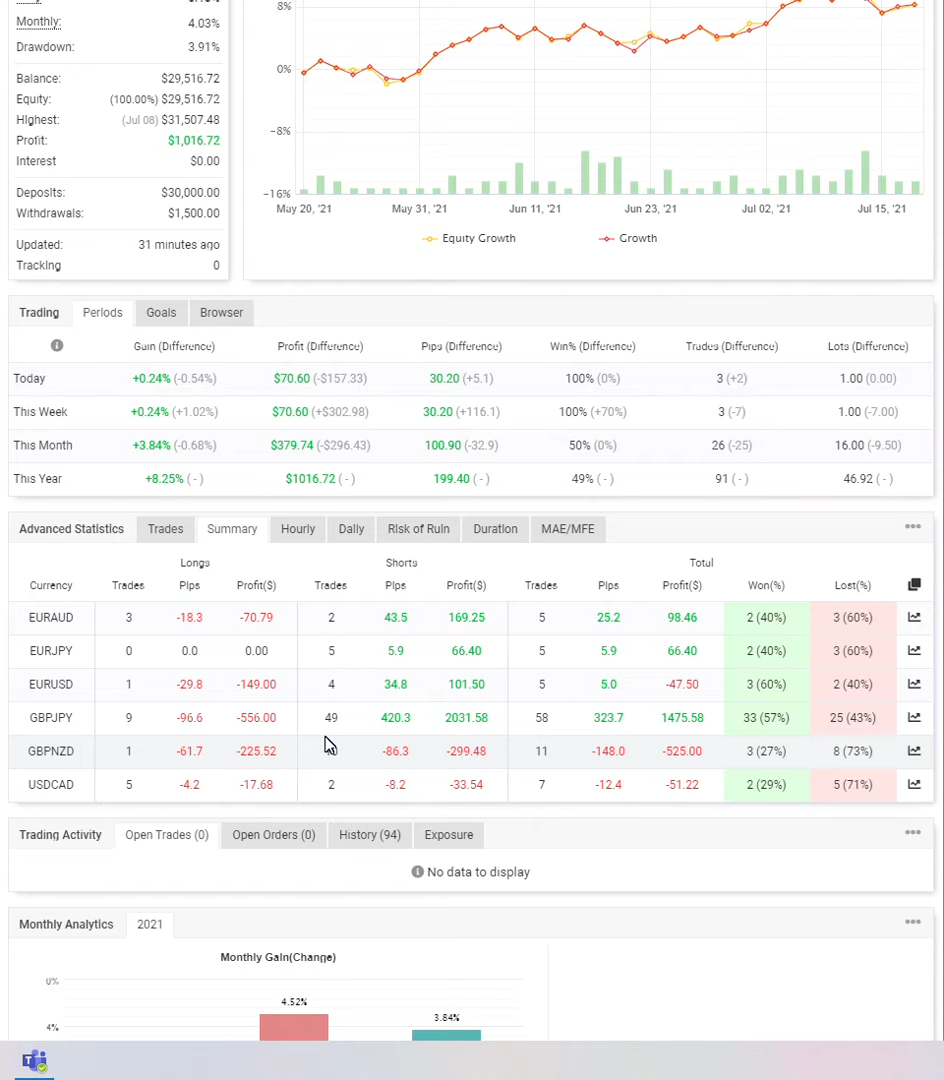 Monthly: 4.03%
Drawdown: 3.91%
Balance: $29,516.72
Equity: (100.00%) $29,516.72
Highest: (Jul 08) $31,507.48
Profit: $1,016.72
Interest $0.00
Deposits: $30,000.00
Withdrawals: $1,500.00
Updated: 31 minutes ago
Tracking 0
8%
0%
-8%
-16%
May 20, '21 May 31, '21 Jun 11, '21 Jun 23, '21 Jul 02, '21 Jul 15, '21
Equity Growth Growth
Trading Periods Goals Browser
Gain (Difference) Profit (Difference) Pips (Difference) Win% (Difference) Trades (Difference) Lots (Difference)
Today +0.24% (-0.54%) $70.60 (-$157.33) 30.20 (+5.1) 100% (0%) 3 (+2) 1.00 (0.00)
This Week +0.24% (+1.02%) $70.60 (+$302.98) 30.20 (+116.1) 100% (+70%) 3 (-7) 1.00 (-7.00)
This Month +3.84% (-0.68%) $379.74 (-$296.43) 100.90 (-32.9) 50% (0%) 26 (-25) 16.00 (-9.50)
This Year +8.25% ( - ) $1016.72 ( - ) 199.40 ( - ) 49% ( - ) 91 ( - ) 46.92 ( - )
Advanced Statistics Trades Summary Hourly Daily Risk of Ruin Duration MAE/MFE
Longs Shorts Total
Currency Trades Pips Profit($) Trades Pips Profit($) Trades Pips Profit($) Won(%) Lost(%)
EURAUD 3 -18.3 -70.79 2 43.5 169.25 5 25.2 98.46 2 (40%) 3 (60%)
EURJPY 0 0.0 0.00 5 5.9 66.40 5 5.9 66.40 2 (40%) 3 (60%)
EURUSD 1 -29.8 -149.00 4 34.8 101.50 5 5.0 -47.50 3 (60%) 2 (40%)
GBPJPY 9 -96.6 -556.00 49 420.3 2031.58 58 323.7 1475.58 33 (57%) 25 (43%)
GBPNZD 1 -61.7 -225.52 -86.3 -299.48 11 -148.0 -525.00 3 (27%) 8 (73%)
USDCAD 5 -4.2 -17.68 2 -8.2 -33.54 7 -12.4 -51.22 2 (29%) 5 (71%)
Trading Activity Open Trades (0) Open Orders (0) History (94) Exposure
No data to display
Monthly Analytics 2021
Monthly Gain(Change)
0%
4.52%
3.84%
4%